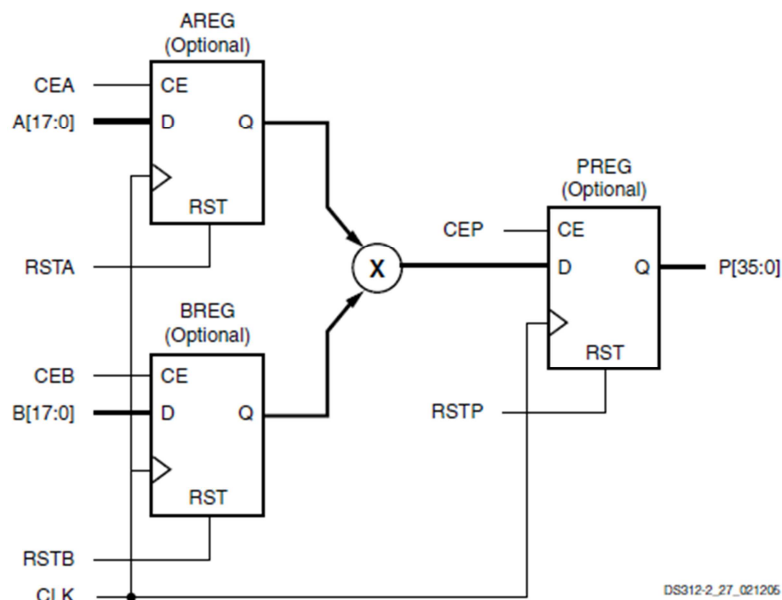 AREG
(Optional)
CEA
CE
A[17:0]
D
Q
RST
RSTA
PREG
(Optional)
CEP
CE
X
D
Q
P[35:0]
RST
RSTP
BREG
(Optional)
CEB
CE
B[17:0]
D
Q
RST
RSTB
CLK
DS312-2_27_021205